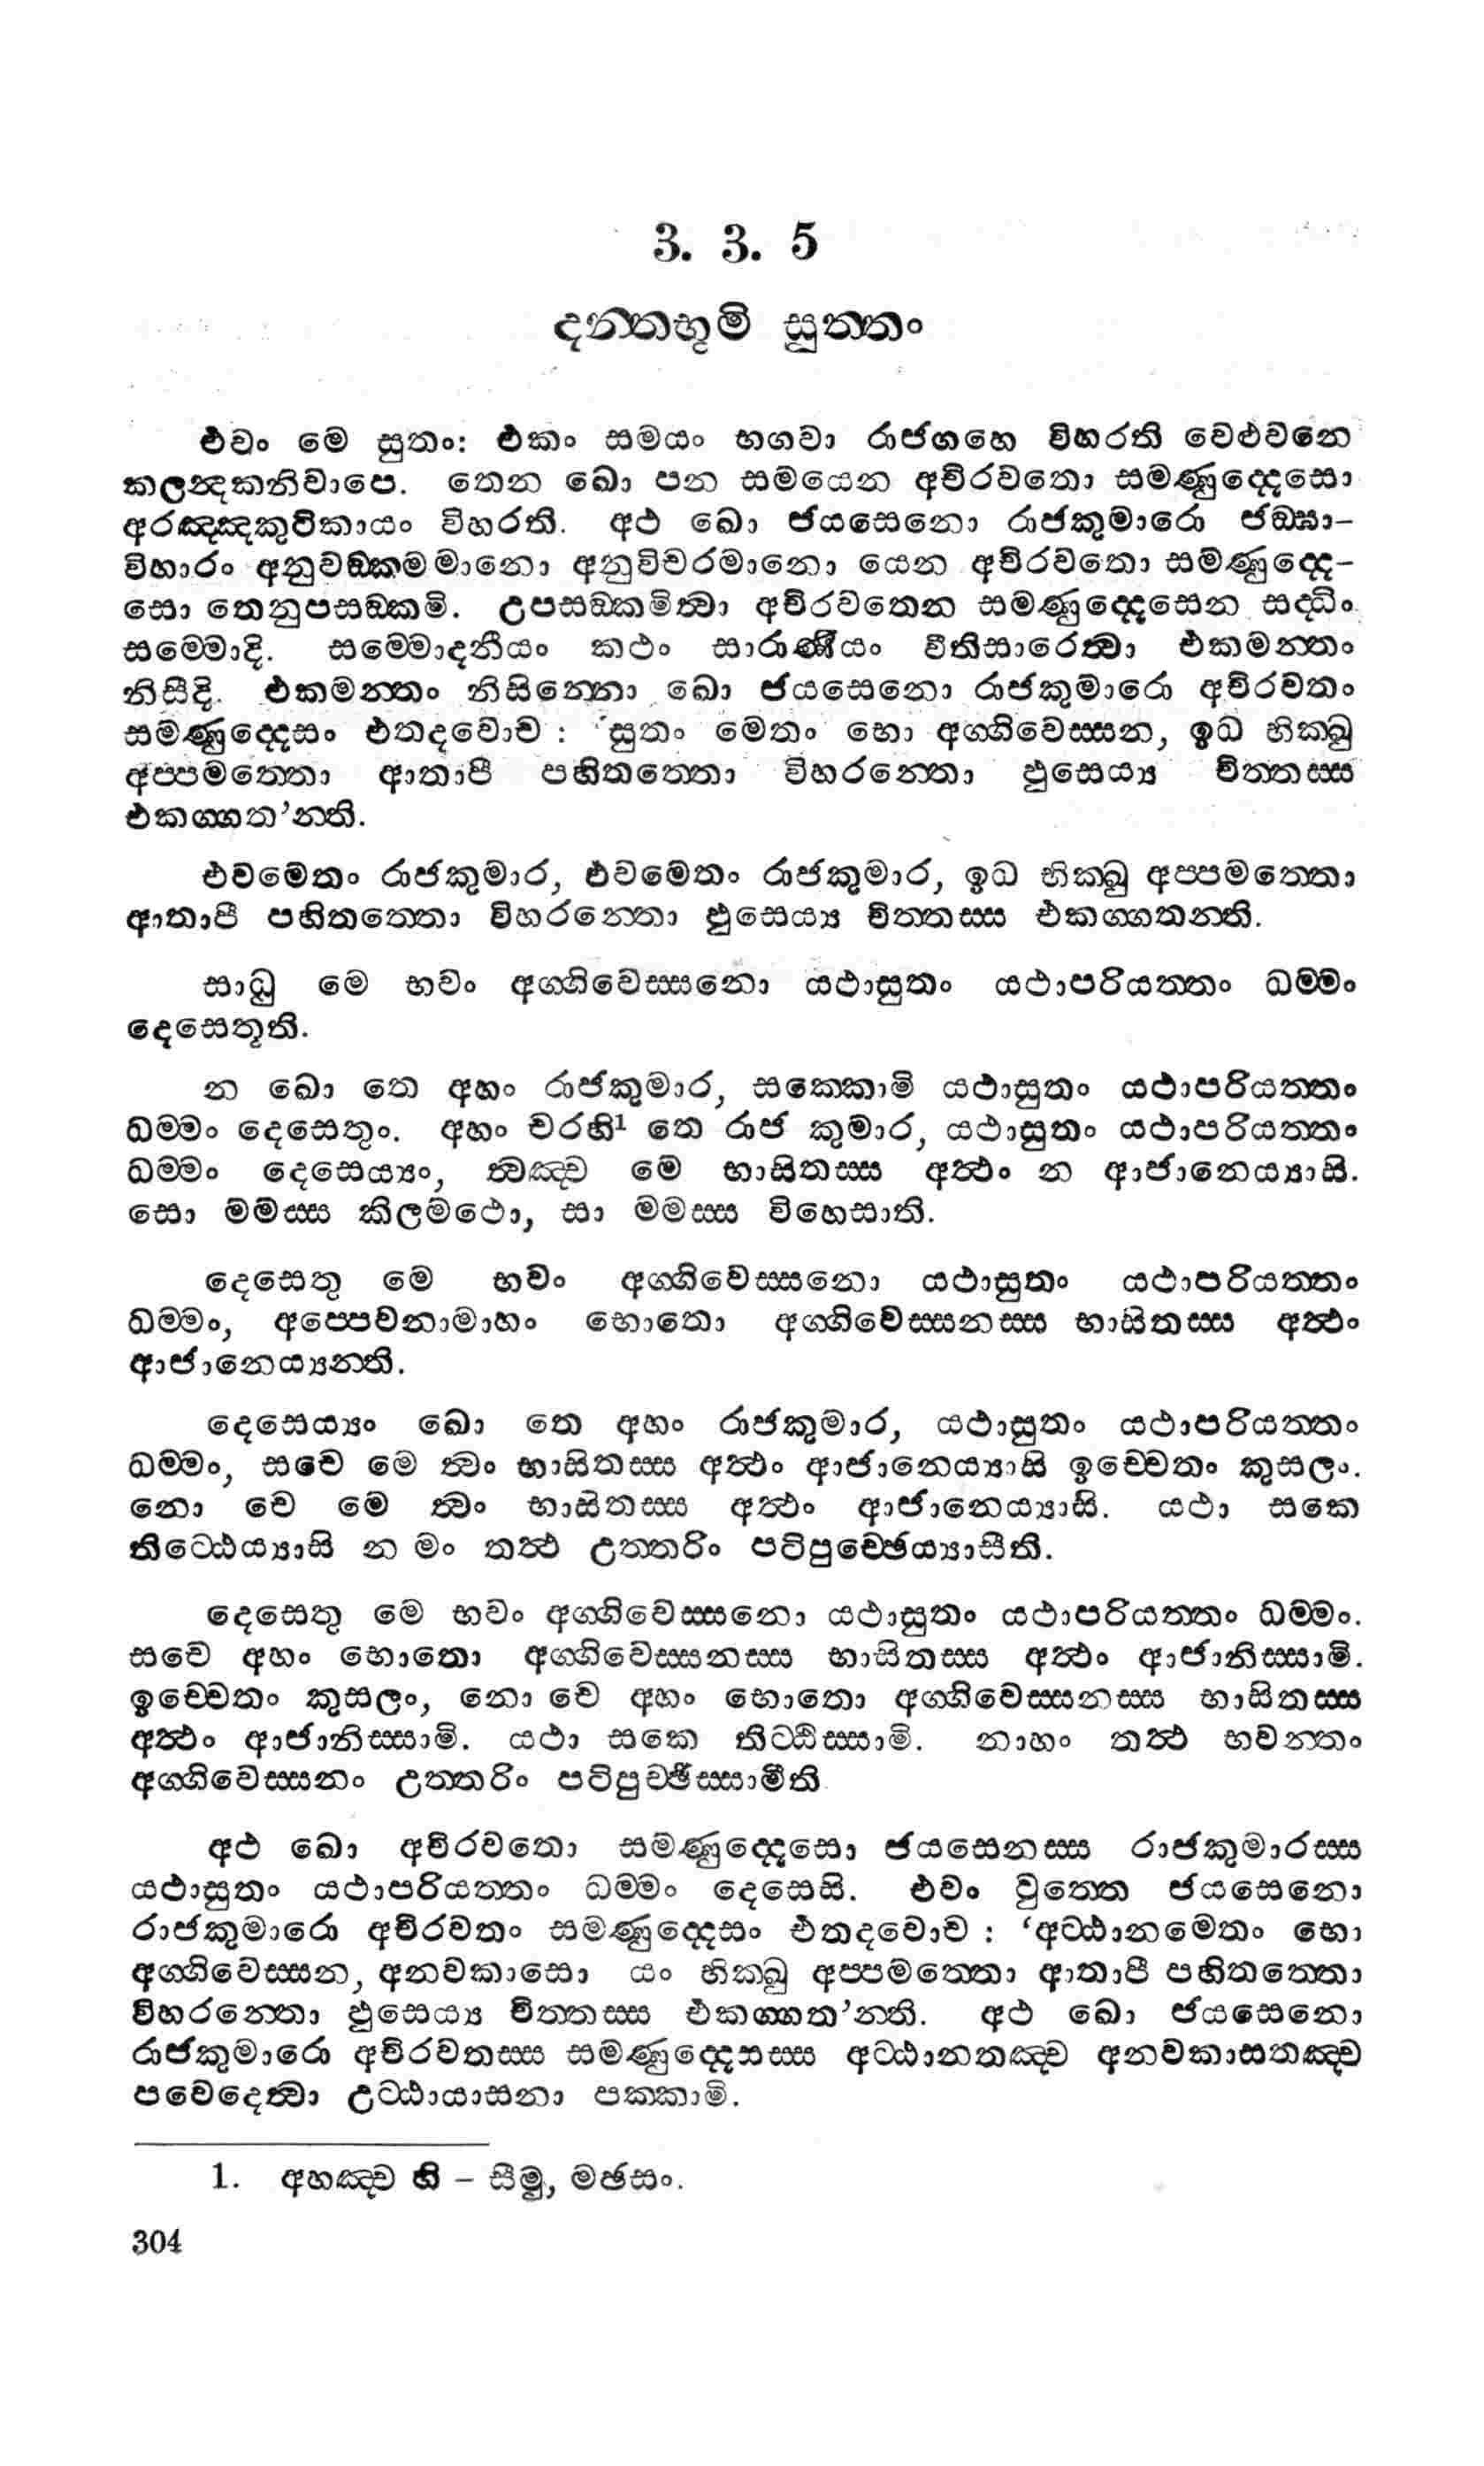 3. 3. 5
දන්තභූමි සුත්තං
එවං මෙ සුතං: එකං සමයං භගවා රාජගහෙ විහරති වෙළුවනෙ
කලන්දකනිවාපෙ. තෙන ඛො පන සමයෙන අචිරවතො සමණුද්දෙසො
අරඤ්ඤකුටිකායං විහරති. අථ ඛො ජයසෙනො රාජකුමාරො ජඞ්ඝා-
විහාරං අනුචඞ්කමමානො අනුවිචරමානො යෙන අචිරවතො සමණුද්දෙ-
සො තෙනුපසඞ්කමි. උපසඞ්කමිත්වා අචිරවතෙන සමණුද්දෙසෙන සද්ධිං
සම්මොදි. සම්මොදනීයං කථං සාරාණීයං වීතිසාරෙත්වා එකමන්තං
නිසීදි. එකමන්තං නිසින්නො ඛො ජයසෙනො රාජකුමාරො අචිරවතං
සමණුද්දෙසං එතදවොච : ‘සුතං මෙතං භො අග්ගිවෙස්සන, ඉධ භික්ඛු
අප්පමත්තො ආතාපී පහිතත්තො විහරන්තො ඵුසෙය්‍ය චිත්තස්ස
එකග්ගත’න්ති.
එවමෙතං රාජකුමාර, එවමෙතං රාජකුමාර, ඉධ භික්ඛු අප්පමත්තො
ආතාපී පහිතත්තො විහරන්තො ඵුසෙය්‍ය චිත්තස්ස එකග්ගතන්ති.
සාධු මෙ භවං අග්ගිවෙස්සනො යථාසුතං යථාපරියත්තං ධම්මං
දෙසෙතූති.
න ඛො තෙ අහං රාජකුමාර, සක්කොමි යථාසුතං යථාපරියත්තං
ධම්මං දෙසෙතුං. අහං චරහි¹ තෙ රාජ කුමාර, යථාසුතං යථාපරියත්තං
ධම්මං දෙසෙය්‍යං, ත්වඤ්ච මෙ භාසිතස්ස අත්ථං න ආජානෙය්‍යාසි.
සො මමස්ස කිලමථො, සා මමස්ස විහෙසාති.
දෙසෙතු මෙ භවං අග්ගිවෙස්සනො යථාසුතං යථාපරියත්තං
ධම්මං, අප්පෙවනාමාහං භොතො අග්ගිවෙස්සනස්ස භාසිතස්ස අත්ථං
ආජානෙය්‍යන්ති.
දෙසෙය්‍යං ඛො තෙ අහං රාජකුමාර, යථාසුතං යථාපරියත්තං
ධම්මං, සචෙ මෙ ත්වං භාසිතස්ස අත්ථං ආජානෙය්‍යාසි ඉච්චෙතං කුසලං.
නො චෙ මෙ ත්වං භාසිතස්ස අත්ථං ආජානෙය්‍යාසි. යථා සකෙ
තිට්ඨෙය්‍යාසි න මං තත්ථ උත්තරිං පටිපුච්ඡෙය්‍යාසීති.
දෙසෙතු මෙ භවං අග්ගිවෙස්සනො යථාසුතං යථාපරියත්තං ධම්මං.
සචෙ අහං භොතො අග්ගිවෙස්සනස්ස භාසිතස්ස අත්ථං ආජානිස්සාමි.
ඉච්චෙතං කුසලං, නො චෙ අහං භොතො අග්ගිවෙස්සනස්ස භාසිතස්ස
අත්ථං ආජානිස්සාමි. යථා සකෙ තිට්ඨිස්සාමි. නාහං තත්ථ භවන්තං
අග්ගිවෙස්සනං උත්තරිං පටිපුච්ඡිස්සාමීති
අථ ඛො අචිරවතො සමණුද්දෙසො ජයසෙනස්ස රාජකුමාරස්ස
යථාසුතං යථාපරියත්තං ධම්මං දෙසෙසි. එවං වුත්තෙ ජයසෙනො
රාජකුමාරො අචිරවතං සමණුද්දෙසං එතදවොච : ‘අට්ඨානමෙතං භො
අග්ගිවෙස්සන, අනවකාසො යං භික්ඛු අප්පමත්තො ආතාපී පහිතත්තො
විහරන්තො ඵුසෙය්‍ය චිත්තස්ස එකග්ගත’න්ති. අථ ඛො ජයසෙනො
රාජකුමාරො අචිරවතස්ස සමණුද්දෙසස්ස අට්ඨානතඤ්ච අනවකාසතඤ්ච
පවෙදෙත්වා උට්ඨායාසනා පක්කාමි.
1. අහඤ්ච හි – සීමු, මඡසං.
304